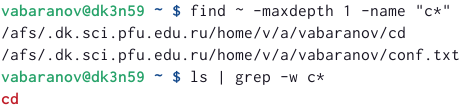 vabaranov@dk3n59 ~ $ find ~ -maxdepth 1 -name "c*"
/afs/.dk.sci.pfu.edu.ru/home/v/a/vabaranov/cd
/afs/.dk.sci.pfu.edu.ru/home/v/a/vabaranov/conf.txt
vabaranov@dk3n59 ~ $ ls | grep -w c*
cd